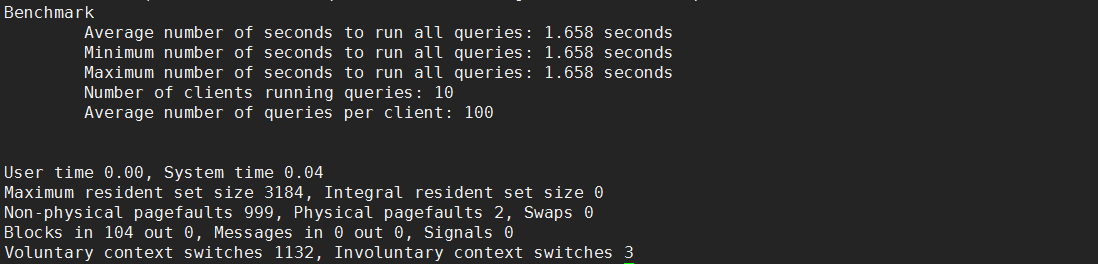 Benchmark
Average number of seconds to run all queries: 1.658 seconds
Minimum number of seconds to run all queries: 1.658 seconds
Maximum number of seconds to run all queries: 1.658 seconds
Number of clients running queries: 10
Average number of queries per client: 100
User time 0.00, System time 0.04
Maximum resident set size 3184, Integral resident set size 0
Non-physical pagefaults 999, Physical pagefaults 2, Swaps 0
Blocks in 104 out 0, Messages in 0 out 0, Signals 0
Voluntary context switches 1132, Involuntary context switches 3